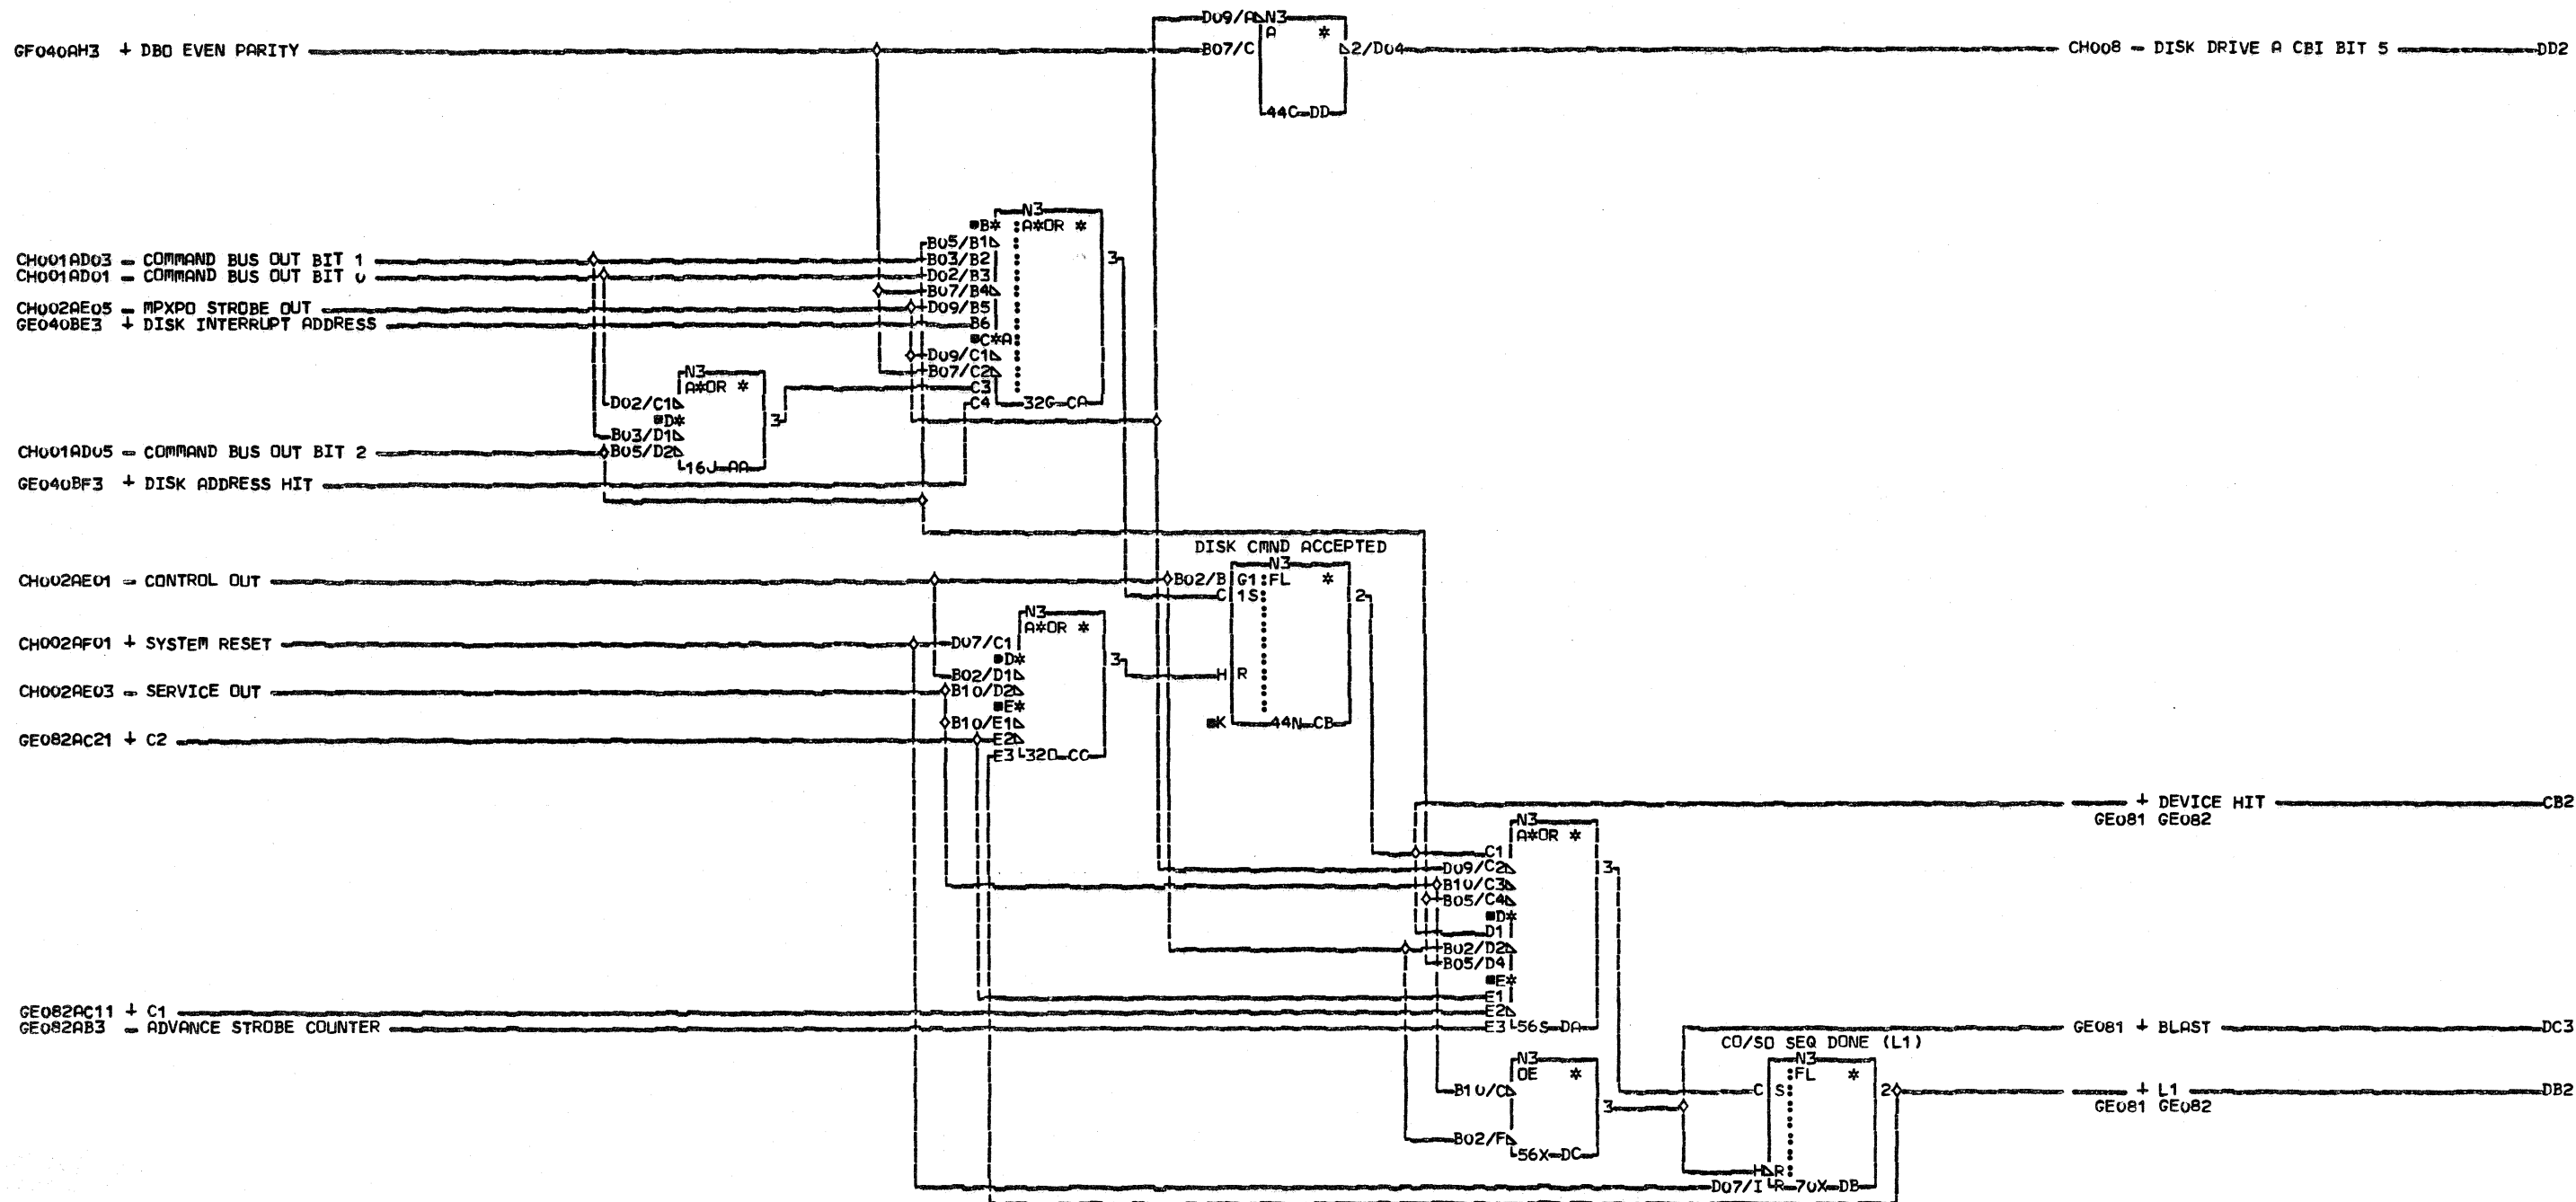 D09/A N3
A *
GF040AH3 + DBO EVEN PARITY B07/C 2/D04 CH008 - DISK DRIVE A CBI BIT 5 DD2
44C DD
N3
B* A*OR *
B05/B1
CH001AD03 - COMMAND BUS OUT BIT 1 B03/B2 3
CH001AD01 - COMMAND BUS OUT BIT 0 D02/B3
B07/B4
CH002AE05 - MPXPO STROBE OUT D09/B5
GE040BE3 + DISK INTERRUPT ADDRESS B6
C*A
D09/C1
N3 B07/C2
A*OR * C3
D02/C1 C4 32G CA
D* 3
B03/D1
CH001AD05 - COMMAND BUS OUT BIT 2 B05/D2
16J AA
GE040BF3 + DISK ADDRESS HIT
DISK CMND ACCEPTED
N3
CH002AE01 - CONTROL OUT B02/B G1 FL *
C 1S 2
N3
A*OR *
CH002AF01 + SYSTEM RESET D07/C1
D* 3
B02/D1 H R
CH002AE03 - SERVICE OUT B10/D2
E*
B10/E1 K 44N CB
GE082AC21 + C2 E2
E3 32D CC
+ DEVICE HIT CB2
N3 GE081 GE082
A*OR *
C1
D09/C2 3
B10/C3
B05/C4
D*
D1
B02/D2
B05/D4
E*
E1
GE082AC11 + C1 E2
GE082AB3 - ADVANCE STROBE COUNTER E3 56S DA GE081 + BLAST DC3
CO/SO SEQ DONE (L1)
N3 N3
OE * FL *
B10/C C S 2 + L1 DB2
3 GE081 GE082
B02/F
56X DC
H R
D07/I R 70X DB